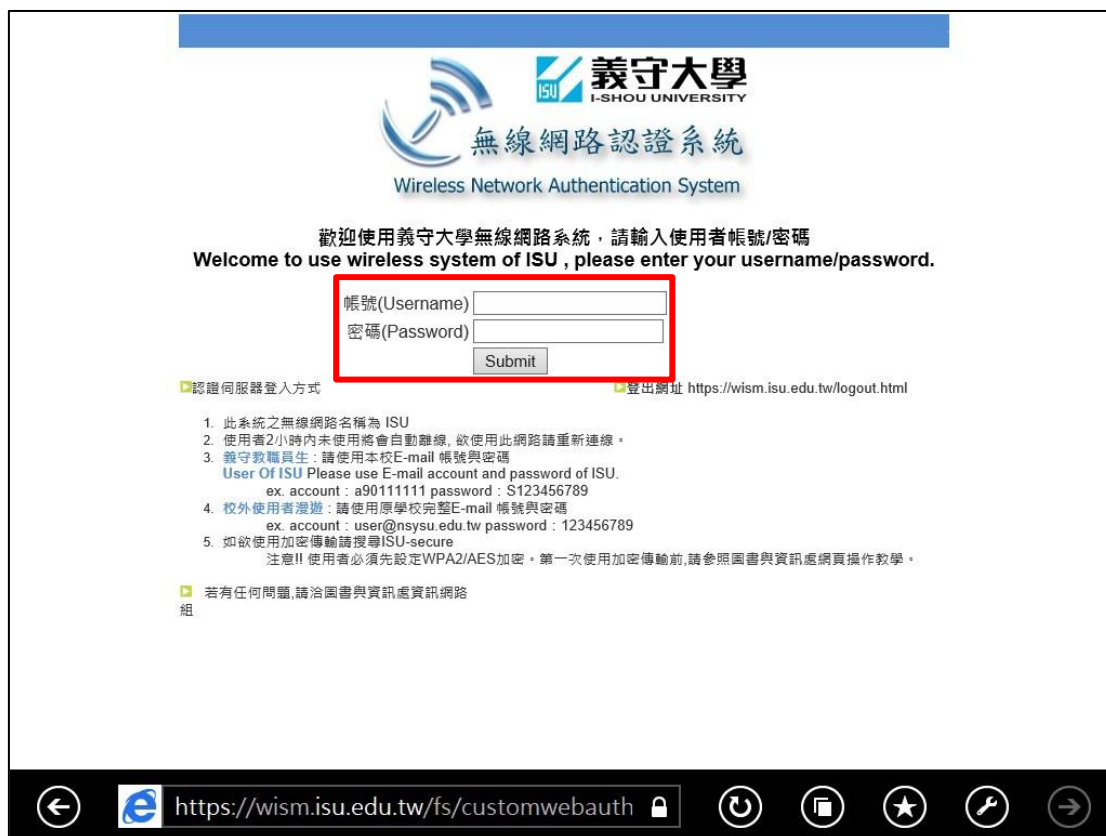 ISU
義守大學
I-SHOU UNIVERSITY
無線網路認證系統
Wireless Network Authentication System
歡迎使用義守大學無線網路系統，請輸入使用者帳號/密碼
Welcome to use wireless system of ISU , please enter your username/password.
帳號(Username)
密碼(Password)
Submit
認證伺服器登入方式
登出網址 https://wism.isu.edu.tw/logout.html
1. 此系統之無線網路名稱為 ISU
2. 使用者2小時內未使用將會自動離線, 欲使用此網路請重新連線。
3. 義守教職員生 : 請使用本校E-mail 帳號與密碼
User Of ISU Please use E-mail account and password of ISU.
ex. account : a90111111 password : S123456789
4. 校外使用者漫遊 : 請使用原學校完整E-mail 帳號與密碼
ex. account : user@nsysu.edu.tw password : 123456789
5. 如欲使用加密傳輸請搜尋ISU-secure
注意!! 使用者必須先設定WPA2/AES加密。第一次使用加密傳輸前,請參照圖書與資訊處網頁操作教學。
若有任何問題,請洽圖書與資訊處資訊網路
組
https://wism.isu.edu.tw/fs/customwebauth